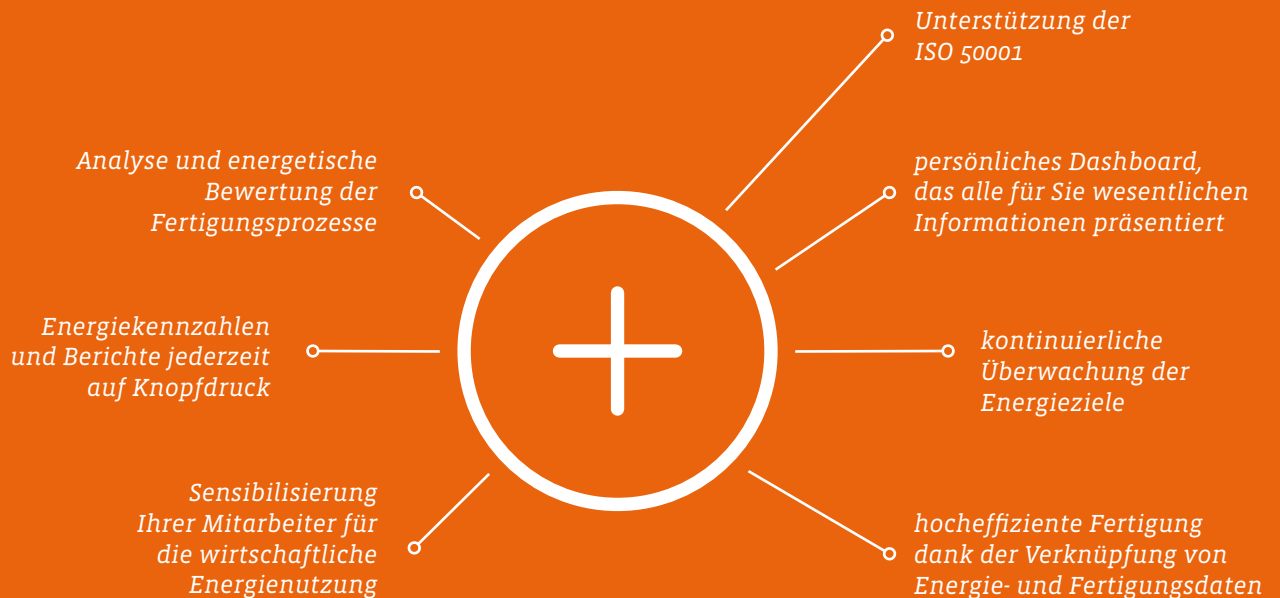 Unterstützung der
ISO 50001
Analyse und energetische
Bewertung der
Fertigungsprozesse
persönliches Dashboard,
das alle für Sie wesentlichen
Informationen präsentiert
Energiekennzahlen
und Berichte jederzeit
auf Knopfdruck
kontinuierliche
Überwachung der
Energieziele
Sensibilisierung
Ihrer Mitarbeiter für
die wirtschaftliche
Energienutzung
hocheffiziente Fertigung
dank der Verknüpfung von
Energie- und Fertigungsdaten